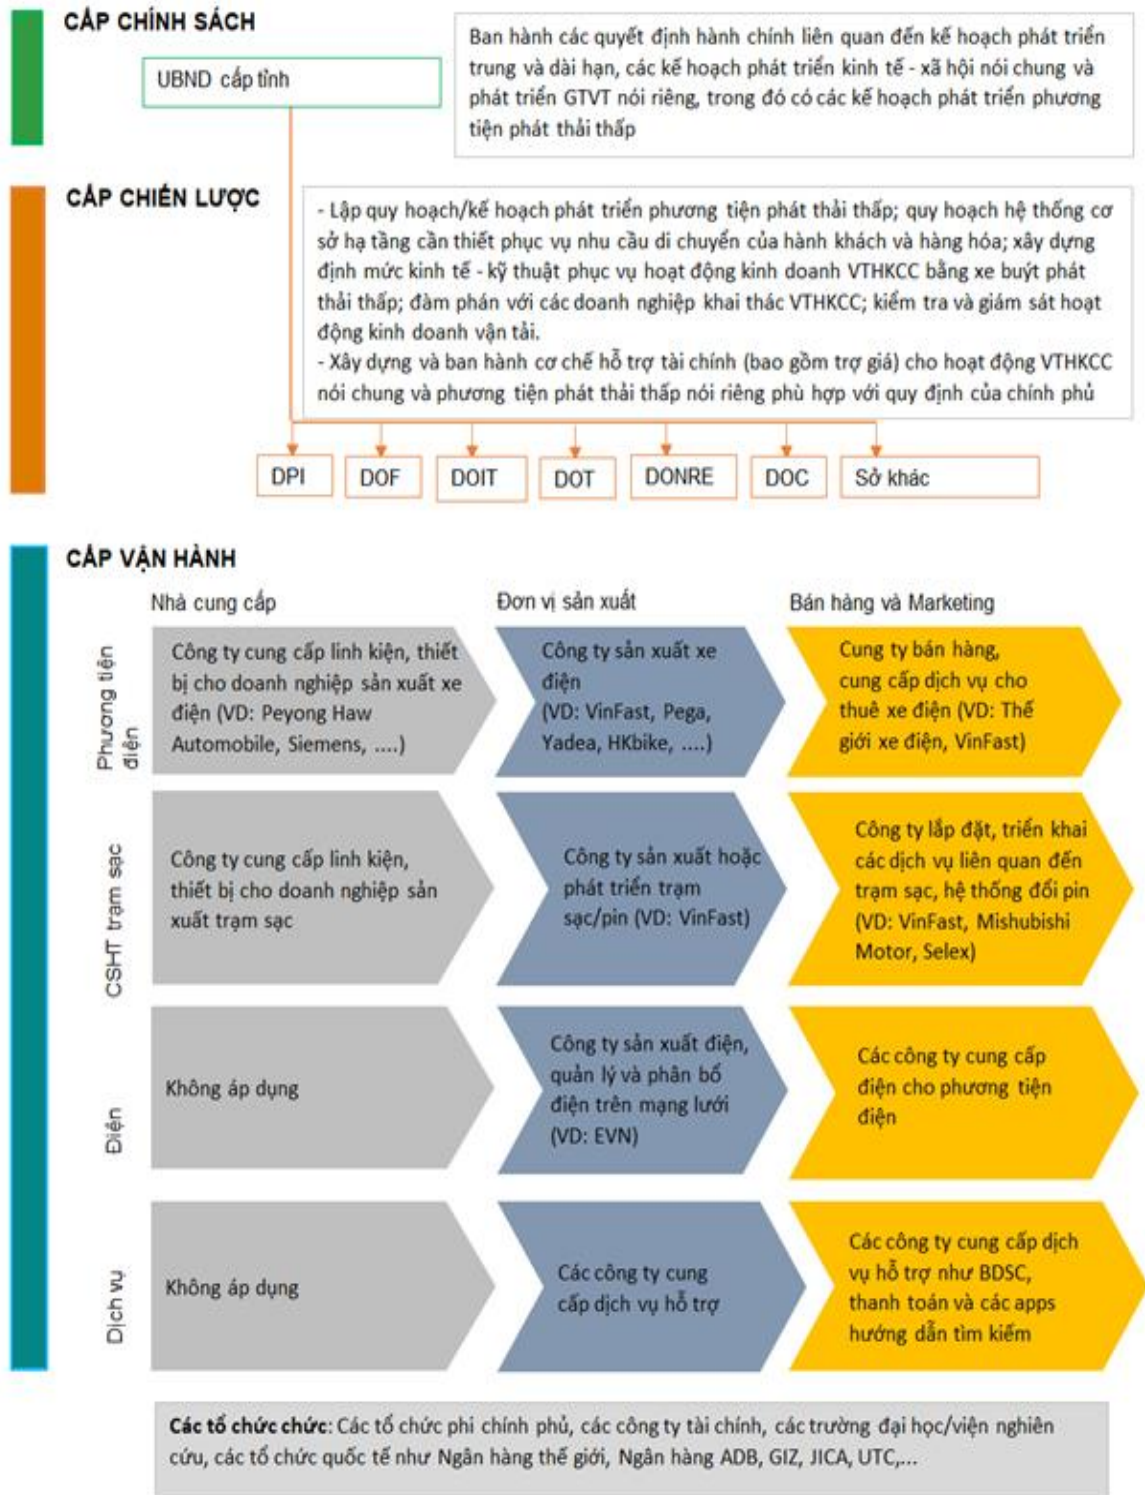 CẤP CHÍNH SÁCH
UBND cấp tỉnh
Ban hành các quyết định hành chính liên quan đến kế hoạch phát triển
trung và dài hạn, các kế hoạch phát triển kinh tế - xã hội nói chung và
phát triển GTVT nói riêng, trong đó có các kế hoạch phát triển phương
tiện phát thải thấp
CẤP CHIẾN LƯỢC
- Lập quy hoạch/kế hoạch phát triển phương tiện phát thải thấp; quy hoạch hệ thống cơ
sở hạ tầng cần thiết phục vụ nhu cầu di chuyển của hành khách và hàng hóa; xây dựng
định mức kinh tế - kỹ thuật phục vụ hoạt động kinh doanh VTHKCC bằng xe buýt phát
thải thấp; đàm phán với các doanh nghiệp khai thác VTHKCC; kiểm tra và giám sát hoạt
động kinh doanh vận tải.
- Xây dựng và ban hành cơ chế hỗ trợ tài chính (bao gồm trợ giá) cho hoạt động VTHKCC
nói chung và phương tiện phát thải thấp nói riêng phù hợp với quy định của chính phủ
DPI
DOF
DOIT
DOT
DONRE
DOC
Sở khác
CẤP VẬN HÀNH
Nhà cung cấp
Đơn vị sản xuất
Bán hàng và Marketing
Phương tiện
điện
Công ty cung cấp linh kiện, thiết
bị cho doanh nghiệp sản xuất xe
điện (VD: Peyong Haw
Automobile, Siemens, ....)
Công ty sản xuất xe
điện
(VD: VinFast, Pega,
Yadea, HKbike, ....)
Cung ty bán hàng,
cung cấp dịch vụ cho
thuê xe điện (VD: Thế
giới xe điện, VinFast)
CSHT trạm sạc
Công ty cung cấp linh kiện,
thiết bị cho doanh nghiệp sản
xuất trạm sạc
Công ty sản xuất hoặc
phát triển trạm
sạc/pin (VD: VinFast)
Công ty lắp đặt, triển khai
các dịch vụ liên quan đến
trạm sạc, hệ thống đổi pin
(VD: VinFast, Mishubishi
Motor, Selex)
Điện
Không áp dụng
Công ty sản xuất điện,
quản lý và phân bổ
điện trên mạng lưới
(VD: EVN)
Các công ty cung cấp
điện cho phương tiện
điện
Dịch vụ
Không áp dụng
Các công ty cung
cấp dịch vụ hỗ trợ
Các công ty cung cấp dịch
vụ hỗ trợ như BDSC,
thanh toán và các apps
hướng dẫn tìm kiếm
Các tổ chức chức: Các tổ chức phi chính phủ, các công ty tài chính, các trường đại học/viện nghiên
cứu, các tổ chức quốc tế như Ngân hàng thế giới, Ngân hàng ADB, GIZ, JICA, UTC,...